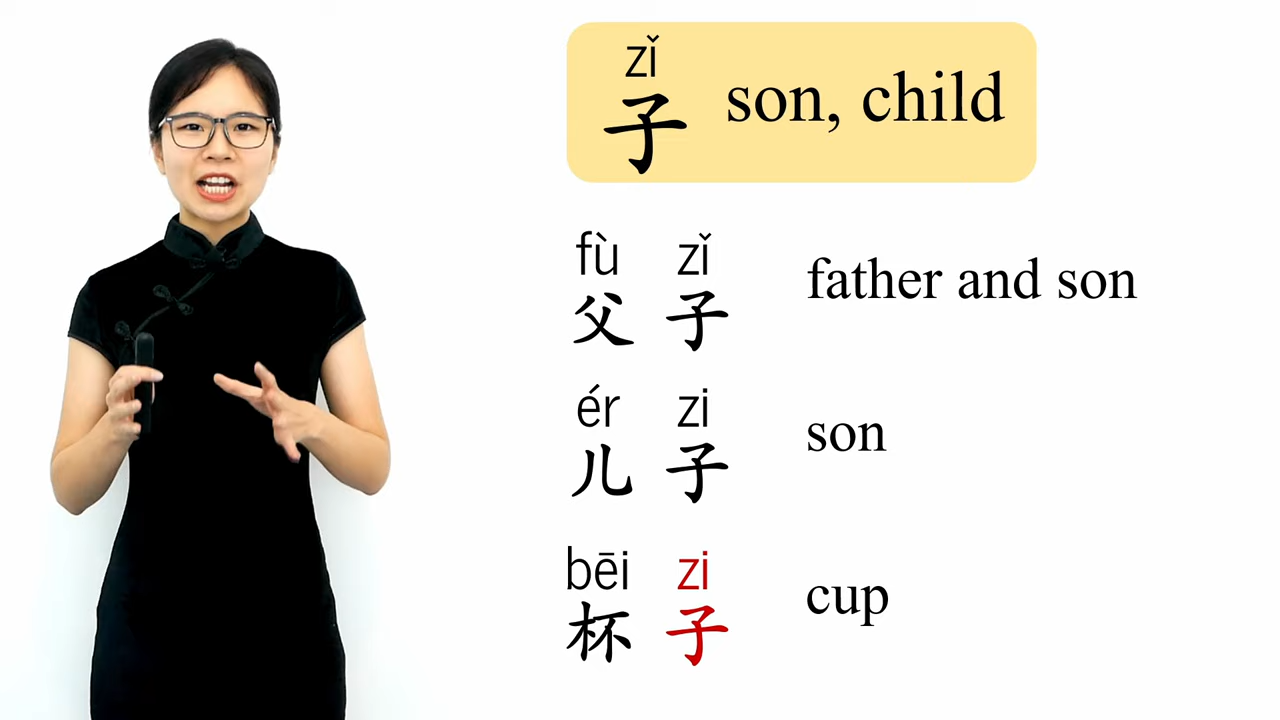 zǐ
子 son, child
fù zǐ
父 子 father and son
ér zi
儿 子 son
bēi zi
杯 子 cup